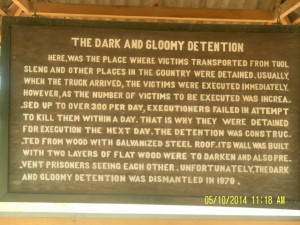 THE DARK AND GLOOMY DETENTION
HERE, WAS THE PLACE WHERE VICTIMS TRANSPORTED FROM TUOL
SLENG AND OTHER PLACES IN THE COUNTRY WERE DETAINED. USUALLY,
WHEN THE TRUCK ARRIVED, THE VICTIMS WERE EXECUTED IMMEDIATELY.
HOWEVER, AS THE NUMBER OF VICTIMS TO BE EXECUTED WAS INCREA-
SED UP TO OVER 300 PER DAY, EXECUTIONERS FAILED IN ATTEMPT
TO KILL THEM WITHIN A DAY. THAT IS WHY THEY WERE DETAINED
FOR EXECUTION THE NEXT DAY. THE DETENTION WAS CONSTRUC-
TED FROM WOOD WITH GALVANIZED STEEL ROOF. ITS WALL WAS BUILT
WITH TWO LAYERS OF FLAT WOOD WERE TO DARKEN AND ALSO PRE-
VENT PRISONERS SEEING EACH OTHER. UNFORTUNATELY, THE DARK
AND GLOOMY DETENTION WAS DISMANTLED IN 1979.
05/10/2014 11:18 AM